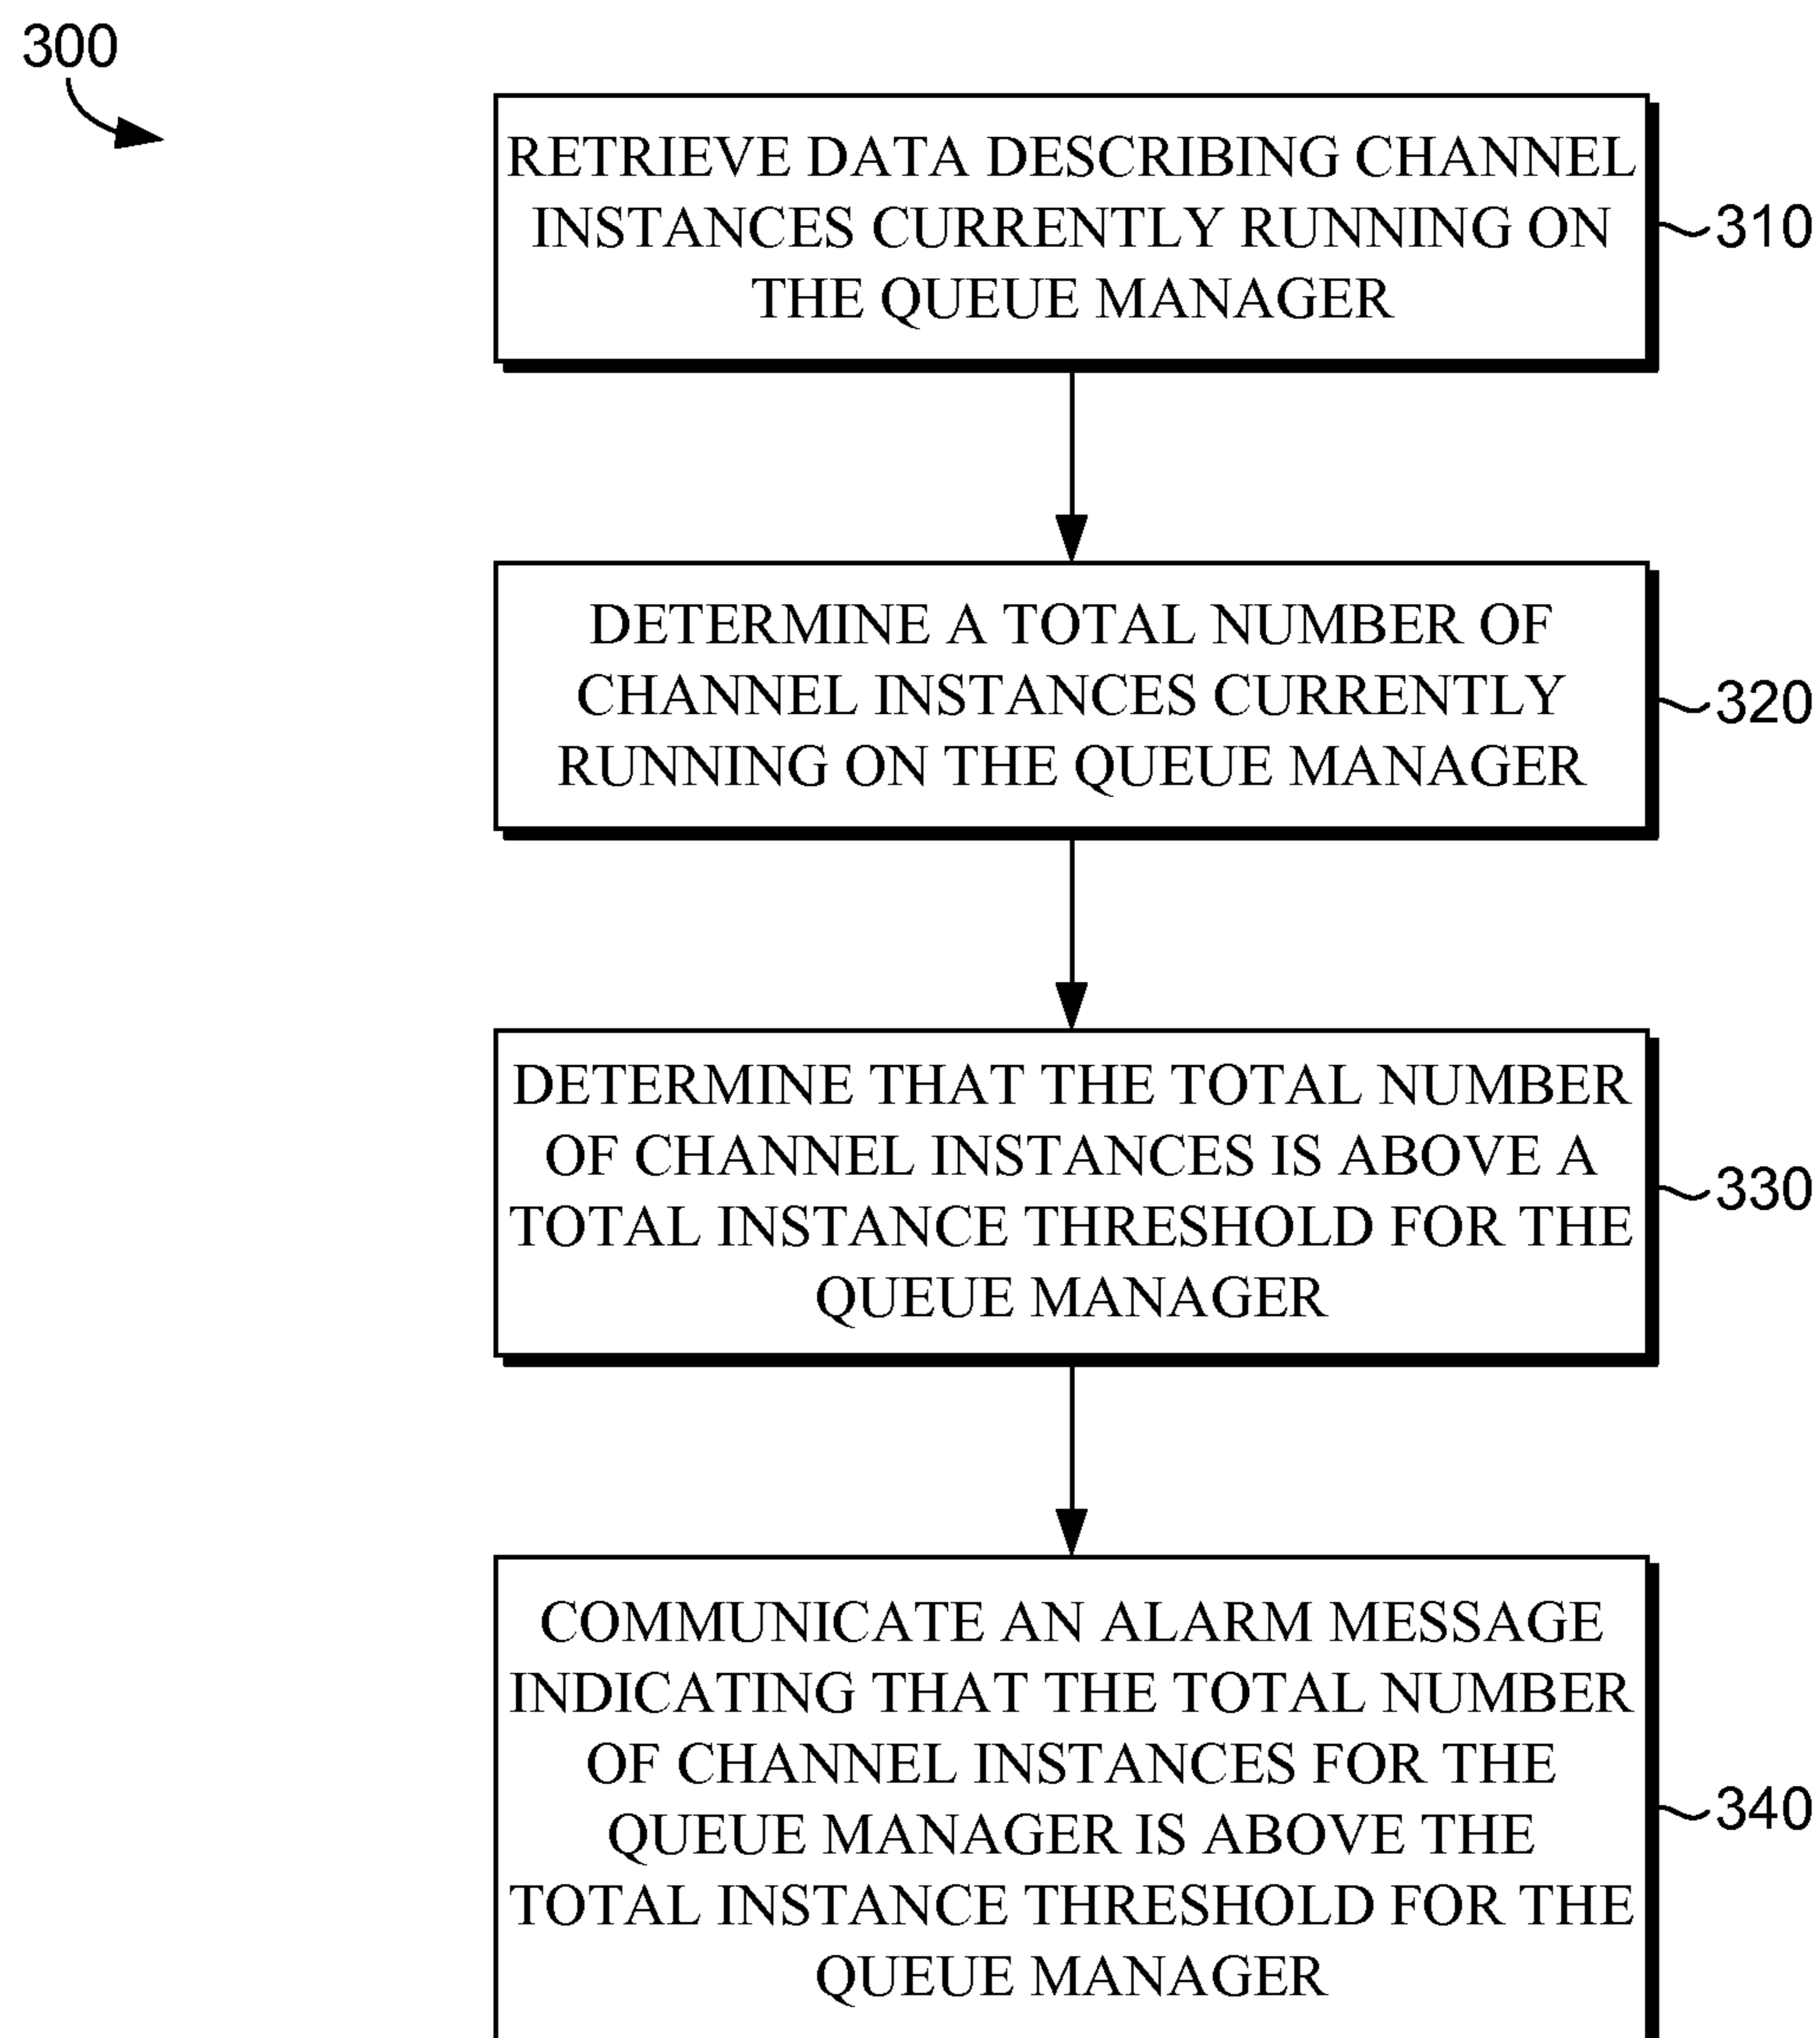 300
RETRIEVE DATA DESCRIBING CHANNEL
INSTANCES CURRENTLY RUNNING ON
THE QUEUE MANAGER
310
DETERMINE A TOTAL NUMBER OF
CHANNEL INSTANCES CURRENTLY
RUNNING ON THE QUEUE MANAGER
320
DETERMINE THAT THE TOTAL NUMBER
OF CHANNEL INSTANCES IS ABOVE A
TOTAL INSTANCE THRESHOLD FOR THE
QUEUE MANAGER
330
COMMUNICATE AN ALARM MESSAGE
INDICATING THAT THE TOTAL NUMBER
OF CHANNEL INSTANCES FOR THE
QUEUE MANAGER IS ABOVE THE
TOTAL INSTANCE THRESHOLD FOR THE
QUEUE MANAGER
340